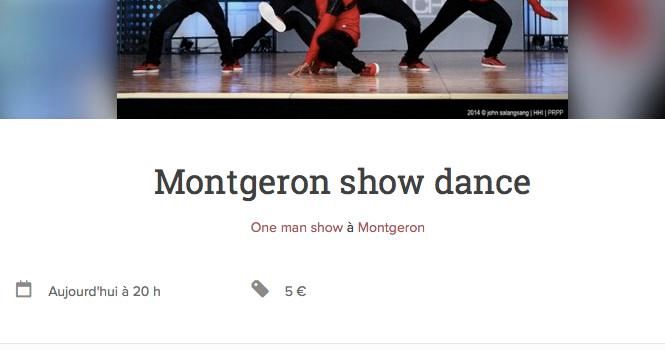 2014 © john salangsang | HHI | PRPP
Montgeron show dance
One man show à Montgeron
Aujourd'hui à 20 h
5 €